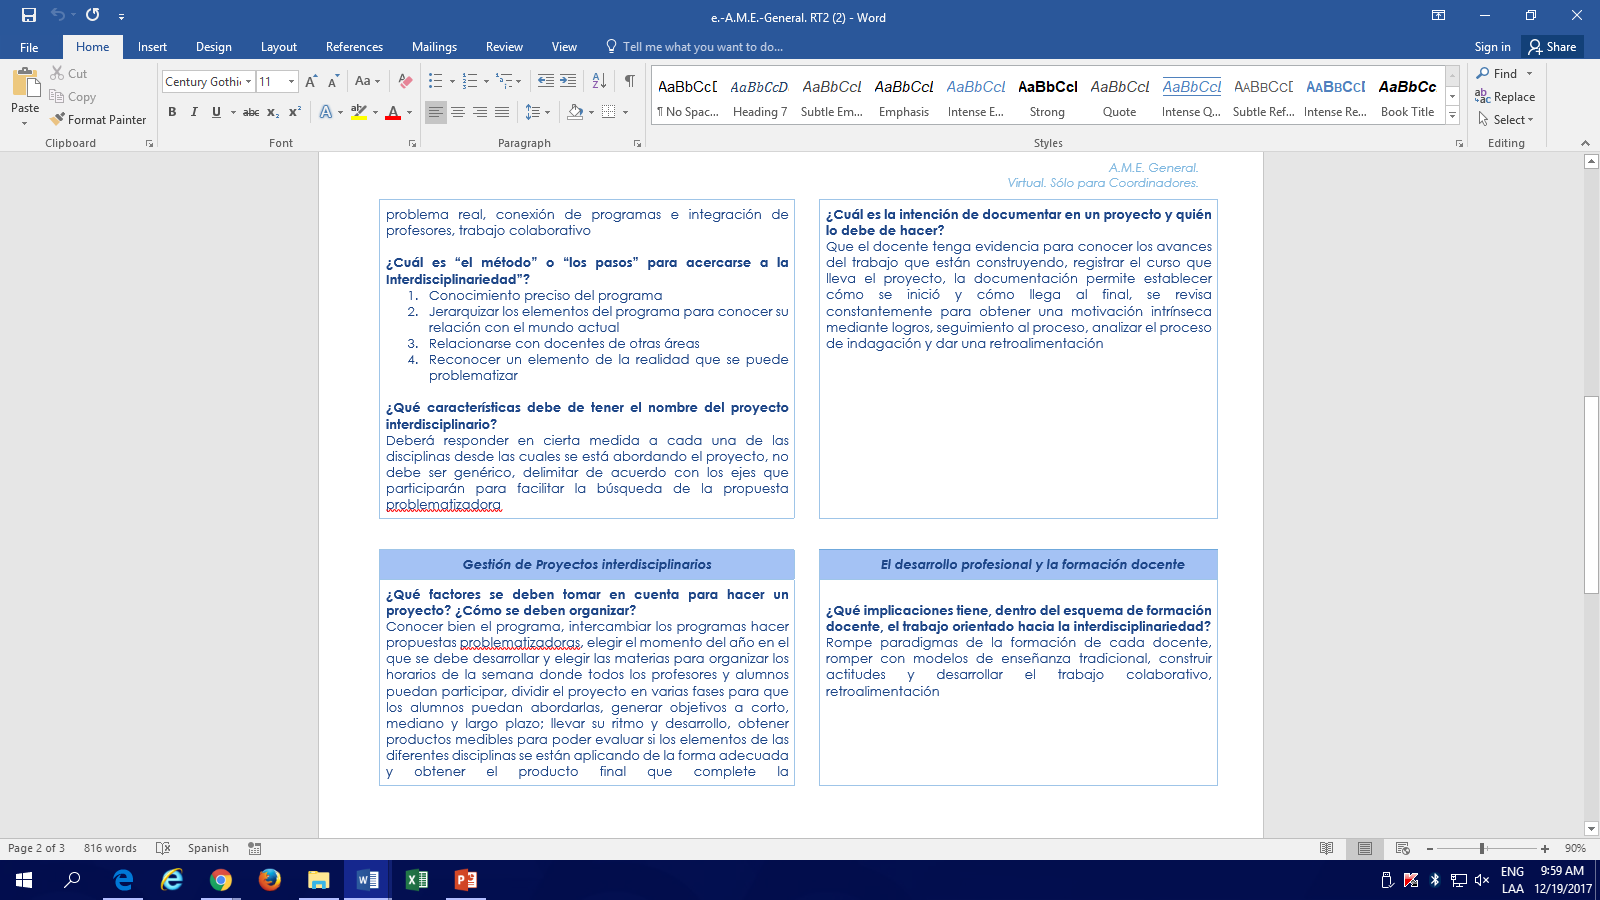 e.-A.M.E.-General. RT2 (2) - Word
File Home Insert Design Layout References Mailings Review View Tell me what you want to do... Sign in Share
Paste
Cut
Copy
Format Painter
Clipboard
Century Gothic 11
Font
Paragraph
AaBbCcD AaBbCcD AaBbCcL AaBbCcL AaBbCcL AaBbCcI AaBbCcL AaBbCcL AABBCCD AABBCCD AaBbCc
¶ No Spac... Heading 7 Subtle Em... Emphasis Intense E... Strong Quote Intense Q... Subtle Ref... Intense Re... Book Title
Styles
Find
Replace
Select
Editing
A.M.E. General.
Virtual. Sólo para Coordinadores.
problema real, conexión de programas e integración de
profesores, trabajo colaborativo
¿Cuál es “el método” o “los pasos” para acercarse a la
Interdisciplinariedad”?
1. Conocimiento preciso del programa
2. Jerarquizar los elementos del programa para conocer su
relación con el mundo actual
3. Relacionarse con docentes de otras áreas
4. Reconocer un elemento de la realidad que se puede
problematizar
¿Qué características debe de tener el nombre del proyecto
interdisciplinario?
Deberá responder en cierta medida a cada una de las
disciplinas desde las cuales se está abordando el proyecto, no
debe ser genérico, delimitar de acuerdo con los ejes que
participarán para facilitar la búsqueda de la propuesta
problematizadora
¿Cuál es la intención de documentar en un proyecto y quién
lo debe de hacer?
Que el docente tenga evidencia para conocer los avances
del trabajo que están construyendo, registrar el curso que
lleva el proyecto, la documentación permite establecer
cómo se inició y cómo llega al final, se revisa
constantemente para obtener una motivación intrínseca
mediante logros, seguimiento al proceso, analizar el proceso
de indagación y dar una retroalimentación
Gestión de Proyectos interdisciplinarios
¿Qué factores se deben tomar en cuenta para hacer un
proyecto? ¿Cómo se deben organizar?
Conocer bien el programa, intercambiar los programas hacer
propuestas problematizadoras, elegir el momento del año en el
que se debe desarrollar y elegir las materias para organizar los
horarios de la semana donde todos los profesores y alumnos
puedan participar, dividir el proyecto en varias fases para que
los alumnos puedan abordarlas, generar objetivos a corto,
mediano y largo plazo; llevar su ritmo y desarrollo, obtener
productos medibles para poder evaluar si los elementos de las
diferentes disciplinas se están aplicando de la forma adecuada
y obtener el producto final que complete la
El desarrollo profesional y la formación docente
¿Qué implicaciones tiene, dentro del esquema de formación
docente, el trabajo orientado hacia la interdisciplinariedad?
Rompe paradigmas de la formación de cada docente,
romper con modelos de enseñanza tradicional, construir
actitudes y desarrollar el trabajo colaborativo,
retroalimentación
Page 2 of 3 816 words Spanish 90%
ENG 9:59 AM
LAA 12/19/2017